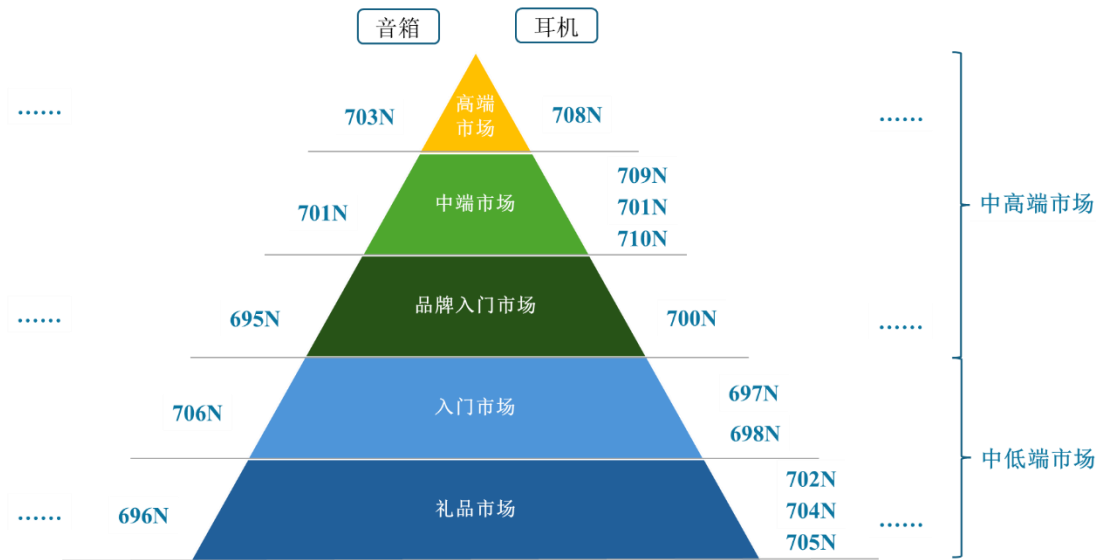 音箱
耳机
......
703N
高端
市场
708N
......
701N
中端市场
709N
701N
710N
中高端市场
......
695N
品牌入门市场
700N
......
706N
入门市场
697N
698N
中低端市场
......
696N
礼品市场
702N
704N
705N
......